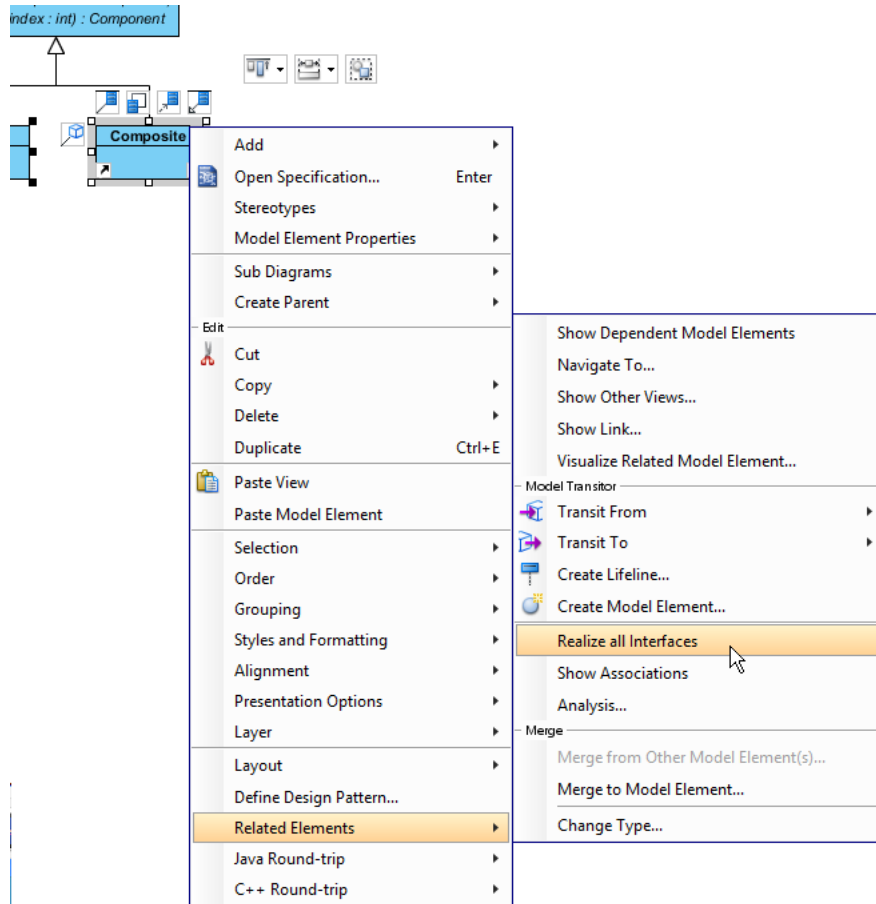 index : int) : Component
Composite
Add
Open Specification... Enter
Stereotypes
Model Element Properties
Sub Diagrams
Create Parent
Edit
Cut
Copy
Delete
Duplicate Ctrl+E
Paste View
Paste Model Element
Selection
Order
Grouping
Styles and Formatting
Alignment
Presentation Options
Layer
Layout
Define Design Pattern...
Related Elements
Java Round-trip
C++ Round-trip
Show Dependent Model Elements
Navigate To...
Show Other Views...
Show Link...
Visualize Related Model Element...
Model Transitor
Transit From
Transit To
Create Lifeline...
Create Model Element...
Realize all Interfaces
Show Associations
Analysis...
Merge
Merge from Other Model Element(s)...
Merge to Model Element...
Change Type...